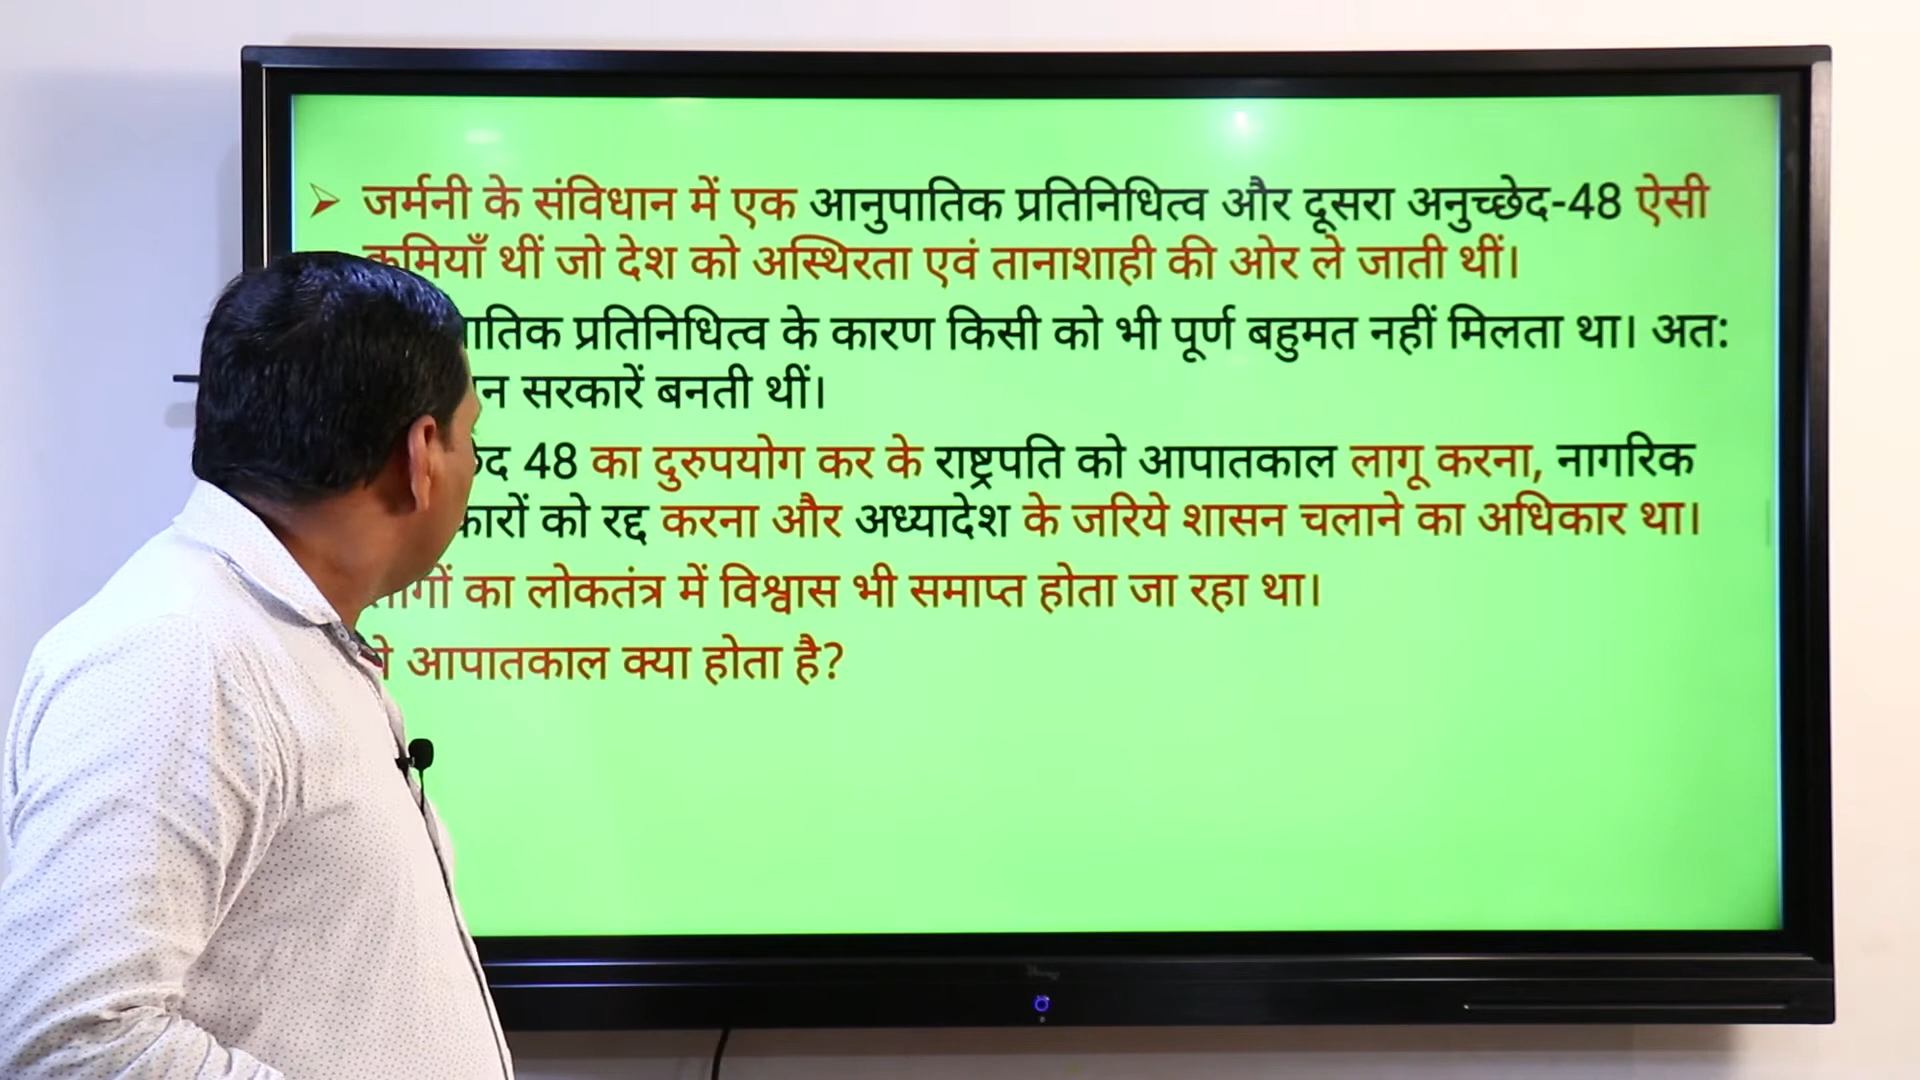 ➢ जर्मनी के संविधान में एक आनुपातिक प्रतिनिधित्व और दूसरा अनुच्छेद-48 ऐसी
कमियाँ थीं जो देश को अस्थिरता एवं तानाशाही की ओर ले जाती थीं।
प्रतिनिधित्व के कारण किसी को भी पूर्ण बहुमत नहीं मिलता था। अत:
सरकारें बनती थीं।
48 का दुरुपयोग कर के राष्ट्रपति को आपातकाल लागू करना, नागरिक
को रद्द करना और अध्यादेश के जरिये शासन चलाने का अधिकार था।
लोगों का लोकतंत्र में विश्वास भी समाप्त होता जा रहा था।
आपातकाल क्या होता है?